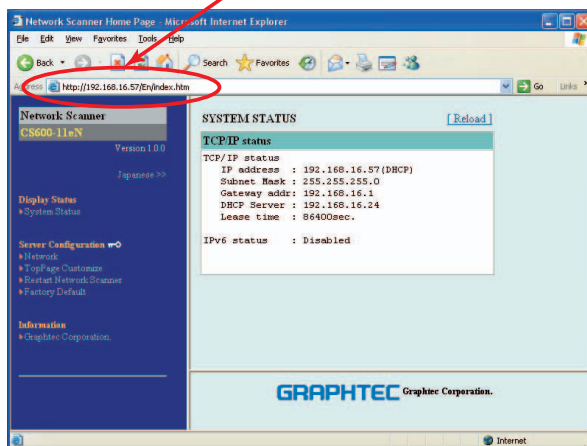 Network Scanner Home Page - Microsoft Internet Explorer
File Edit View Favorites Tools Help
Back Search Favorites
Address http://192.168.16.57/En/index.htm Go Links
Network Scanner
CS600-11eN
Version 1.0.0
Japanese >>
Display Status
System Status
Server Configuration
Network
TopPage Customize
Restart Network Scanner
Factory Default
Information
Graphtec Corporation.
SYSTEM STATUS [ Reload ]
TCP/IP status
TCP/IP status
IP address : 192.168.16.57(DHCP)
Subnet Mask : 255.255.255.0
Gateway addr: 192.168.16.1
DHCP Server : 192.168.16.24
Lease time : 86400sec.
IPv6 status : Disabled
GRAPHTEC Graphtec Corporation.
Internet